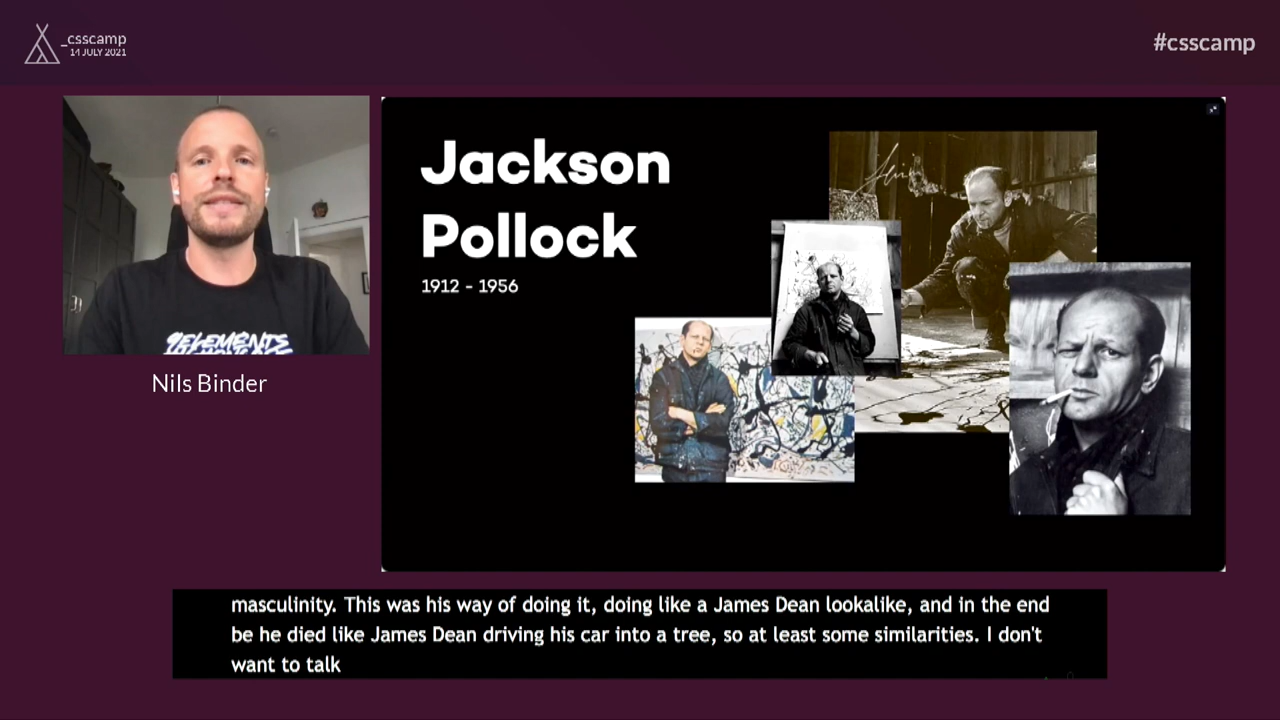 _csscamp
14 JULY 2021
#csscamp
Jackson
Pollock
1912 - 1956
9ELEMENTS
Nils Binder
masculinity. This was his way of doing it, doing like a James Dean lookalike, and in the end
be he died like James Dean driving his car into a tree, so at least some similarities. I don't
want to talk